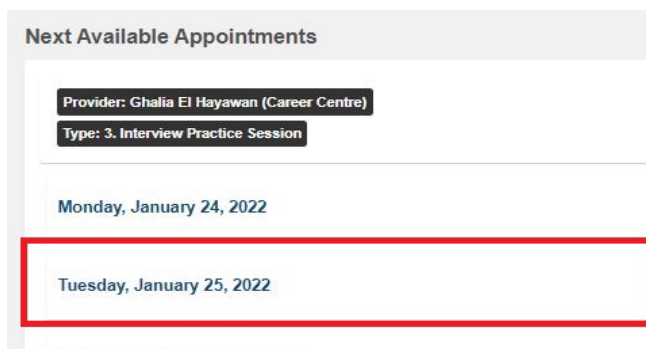 Next Available Appointments
Provider: Ghalia El Hayawan (Career Centre)
Type: 3. Interview Practice Session
Monday, January 24, 2022
Tuesday, January 25, 2022